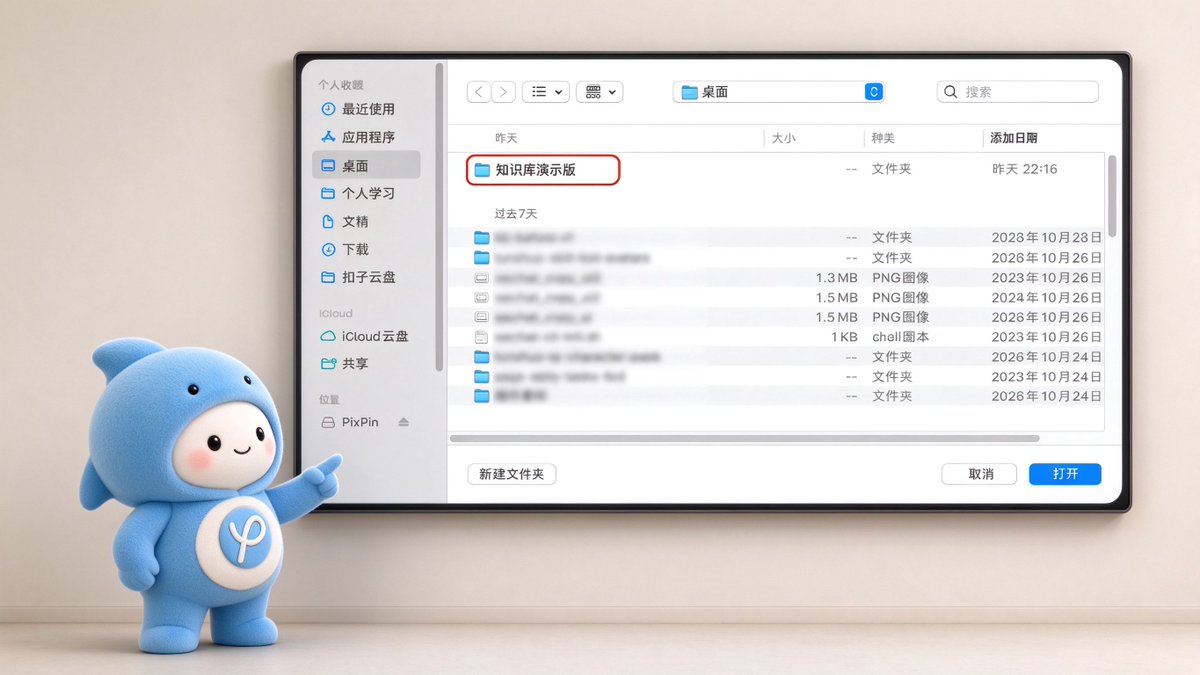 个人收暖
最近使用
应用程序
桌面
个人学习
文精
下载
扣子云盘
iCloud
iCloud云盘
共享
位置
PixPin
桌面
搜索
昨天 大小 种美 添加日期
知识库演示版 -- 文件夹 昨天 22:16
过去7天
-- 文件夹 2028年10月28日
-- 文件夹 2026年10月26日
1.3 MB PNG图像 2023年10月26日
1.5 MB PNG图像 2024年10月26日
1.5 MB PNG图像 2023年10月26日
1 KB chell圆本 2023年10月26日
-- 文件夹 2026年10月24日
-- 文件夹 2023年10月24日
-- 文件夹 2026年10月24日
新建文件夹 取消 打开